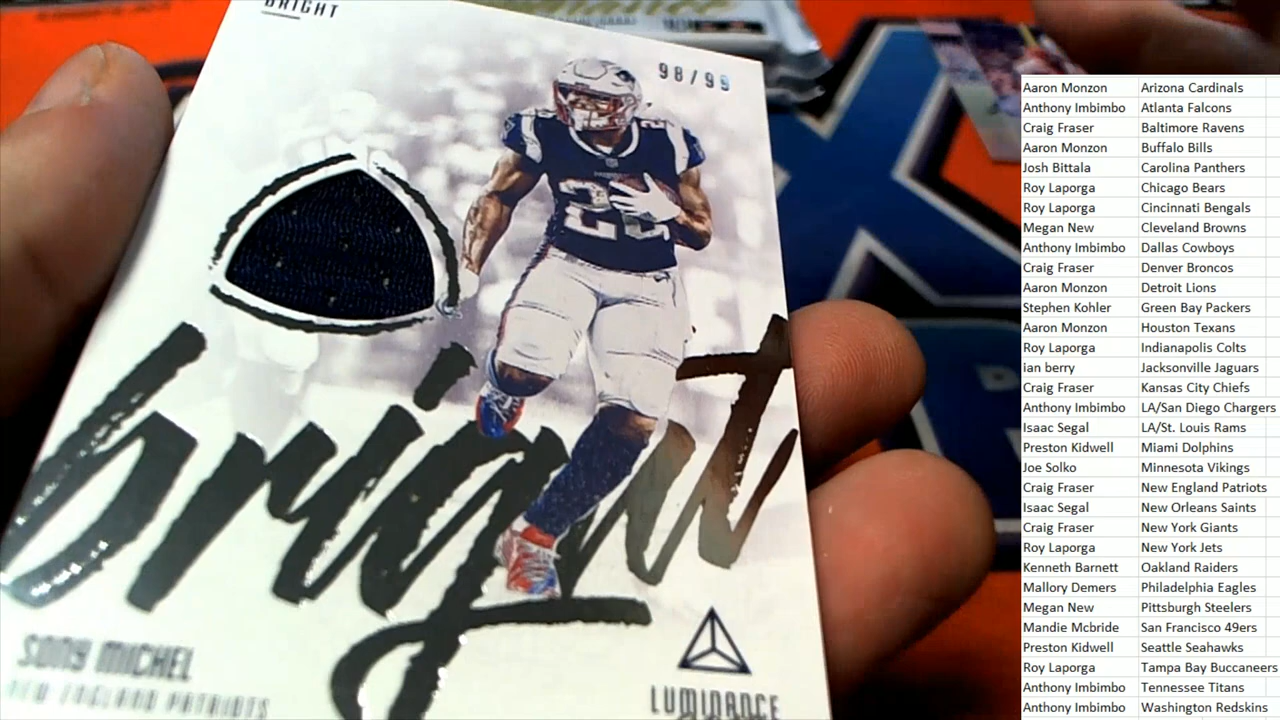 BRIGHT
98/99
bright
SONY MICHEL
NEW ENGLAND PATRIOTS
LUMINANCE
Aaron Monzon Arizona Cardinals
Anthony Imbimbo Atlanta Falcons
Craig Fraser Baltimore Ravens
Aaron Monzon Buffalo Bills
Josh Bittala Carolina Panthers
Roy Laporga Chicago Bears
Roy Laporga Cincinnati Bengals
Megan New Cleveland Browns
Anthony Imbimbo Dallas Cowboys
Craig Fraser Denver Broncos
Aaron Monzon Detroit Lions
Stephen Kohler Green Bay Packers
Aaron Monzon Houston Texans
Roy Laporga Indianapolis Colts
ian berry Jacksonville Jaguars
Craig Fraser Kansas City Chiefs
Anthony Imbimbo LA/San Diego Chargers
Isaac Segal LA/St. Louis Rams
Preston Kidwell Miami Dolphins
Joe Solko Minnesota Vikings
Craig Fraser New England Patriots
Isaac Segal New Orleans Saints
Craig Fraser New York Giants
Roy Laporga New York Jets
Kenneth Barnett Oakland Raiders
Mallory Demers Philadelphia Eagles
Megan New Pittsburgh Steelers
Mandie Mcbride San Francisco 49ers
Preston Kidwell Seattle Seahawks
Roy Laporga Tampa Bay Buccaneers
Anthony Imbimbo Tennessee Titans
Anthony Imbimbo Washington Redskins